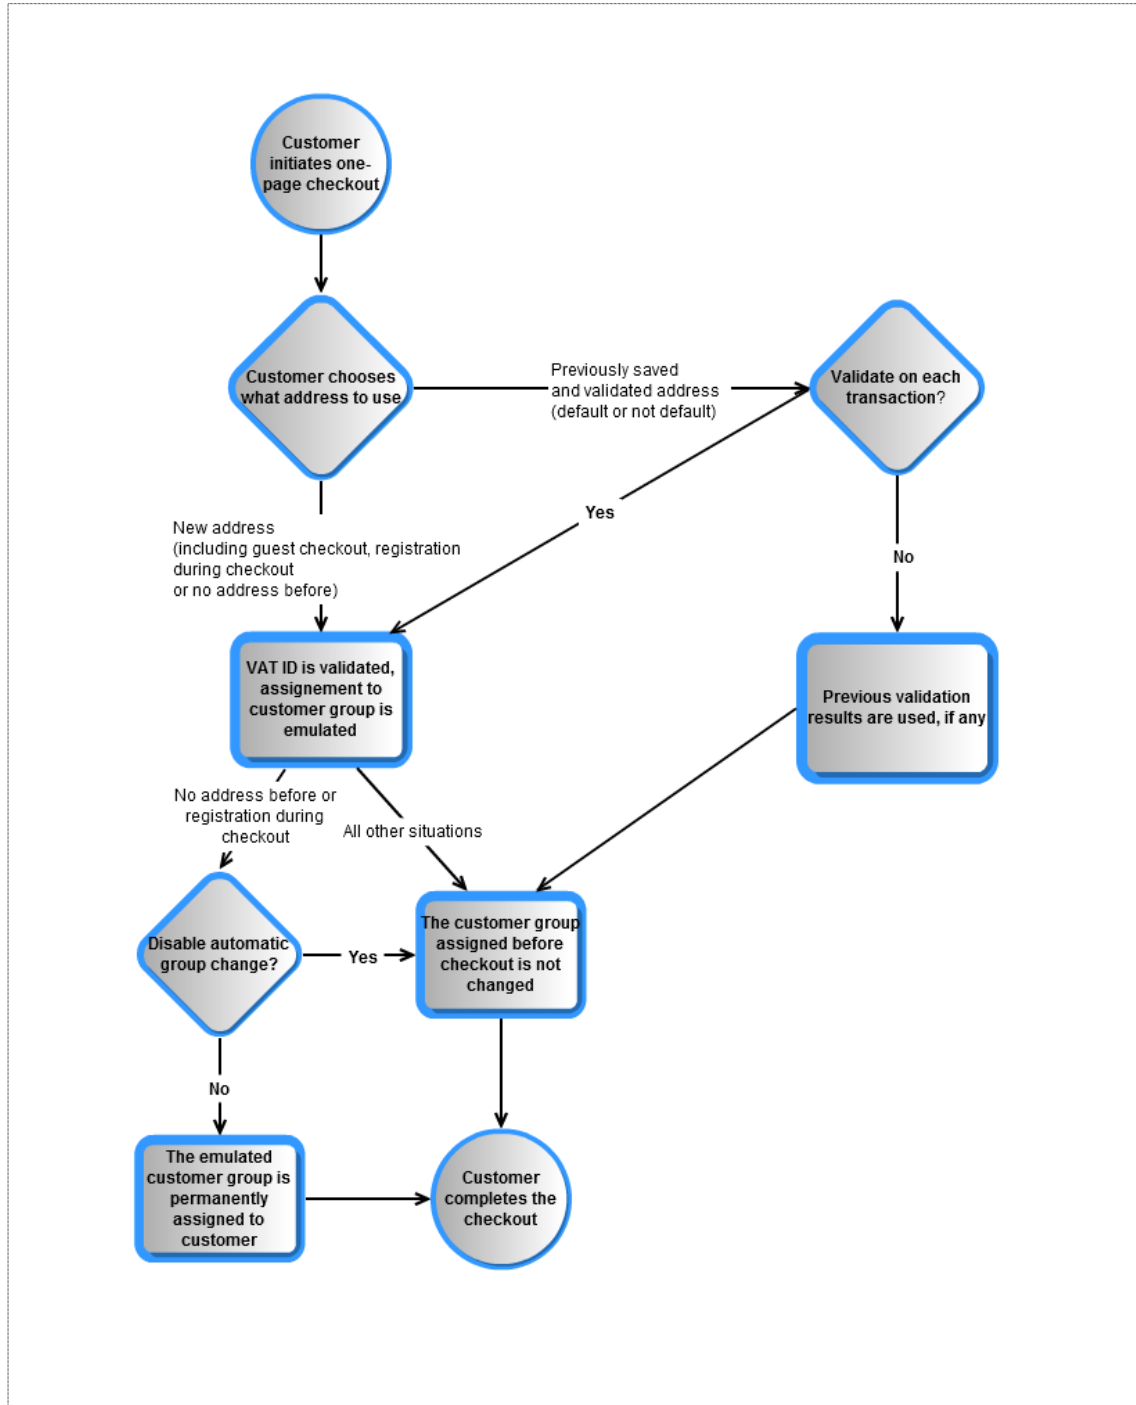 Customer
initiates one-
page checkout
Customer chooses
what address to use
Previously saved
and validated address
(default or not default)
Validate on each
transaction?
Yes
No
New address
(including guest checkout, registration
during checkout
or no address before)
VAT ID is validated,
assignement to
customer group is
emulated
Previous validation
results are used, if any
No address before or
registration during
checkout
All other situations
Disable automatic
group change?
Yes
The customer group
assigned before
checkout is not
changed
No
The emulated
customer group is
permanently
assigned to
customer
Customer
completes the
checkout